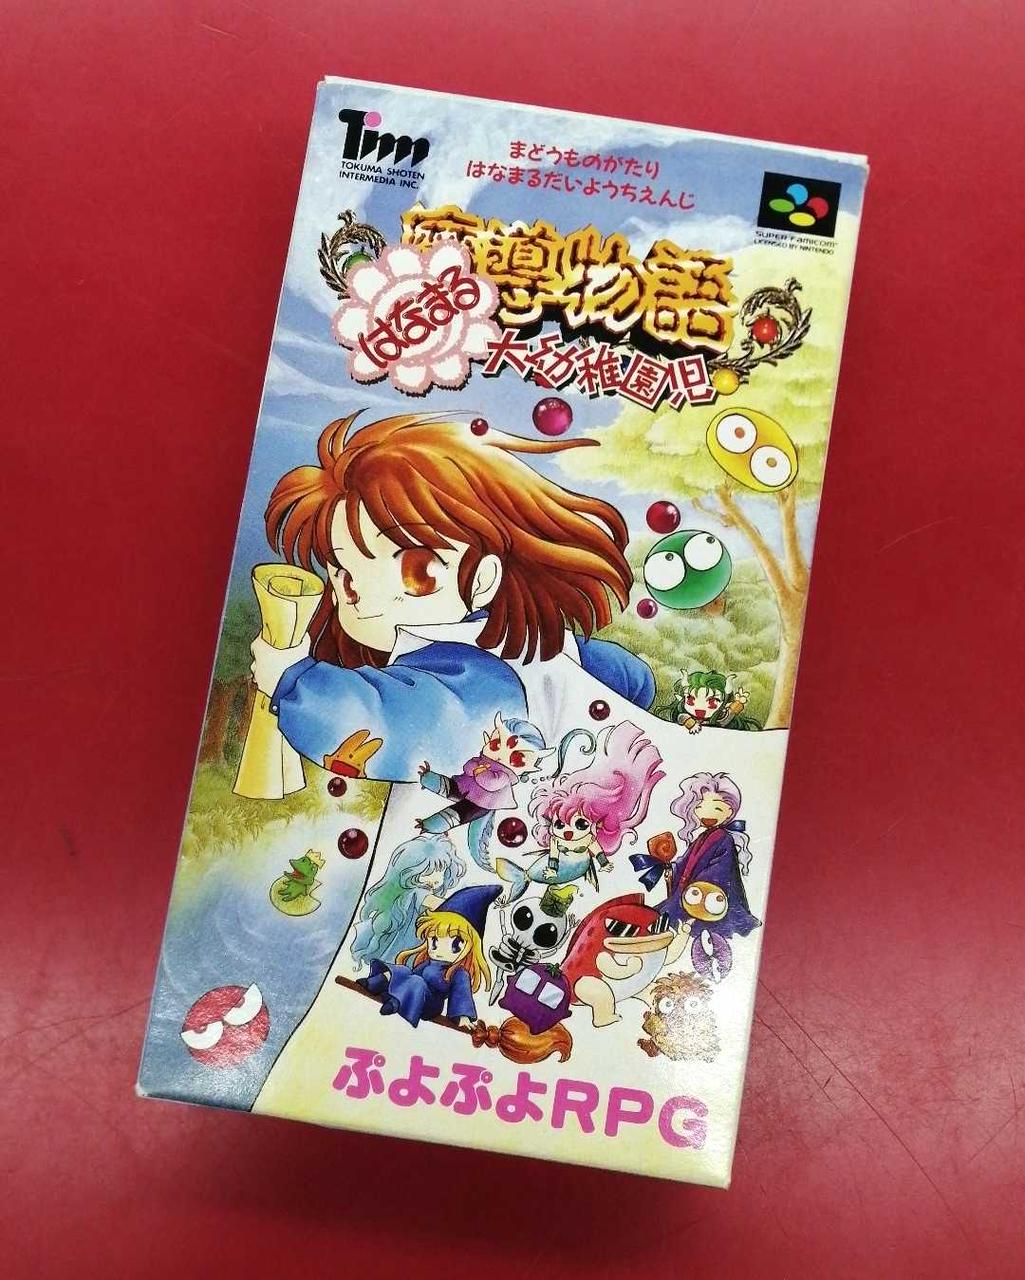 Tim
TOKUMA SHOTEN
INTERMEDIA INC.
まどうものがたり
はなまるだいようちえんじ
SUPER FAMICOM
LICENSED BY NINTENDO
魔導物語
はなまる
大幼稚園児
ぷよぷよRPG